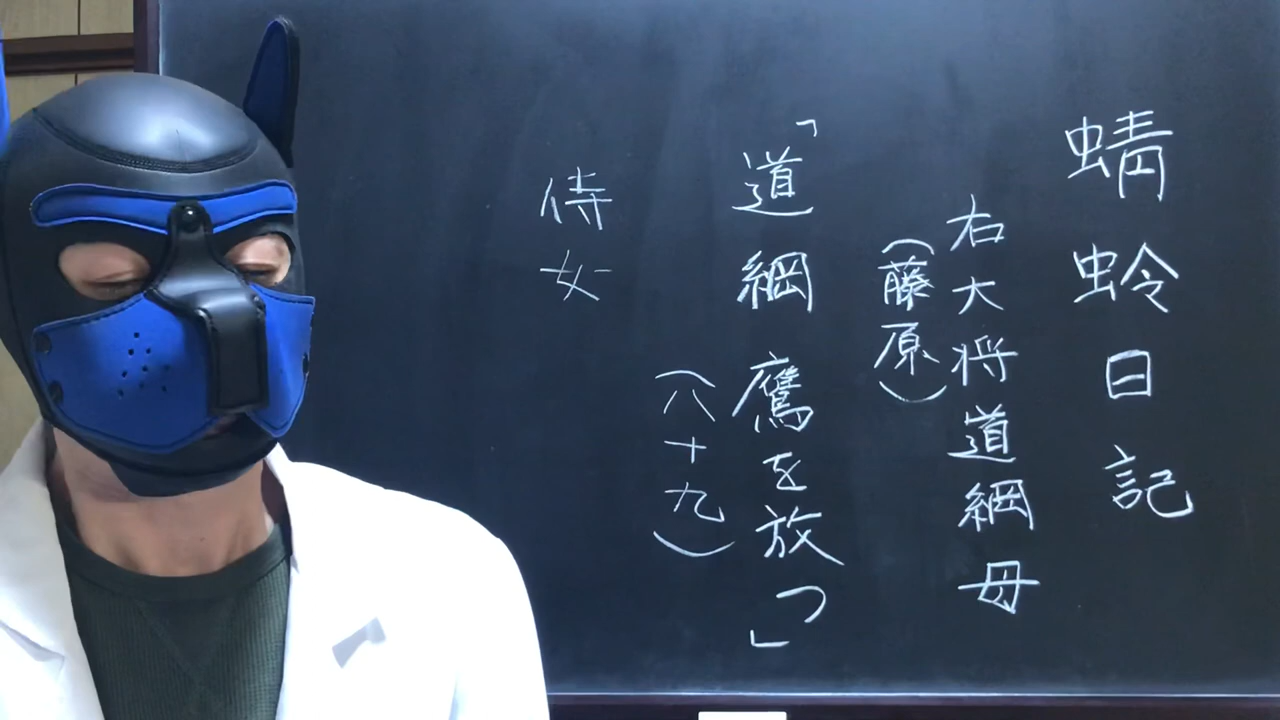 蜻蛉日記
右大将道綱母
(藤原)
「道綱鷹を放つ」
(八十九)
侍女